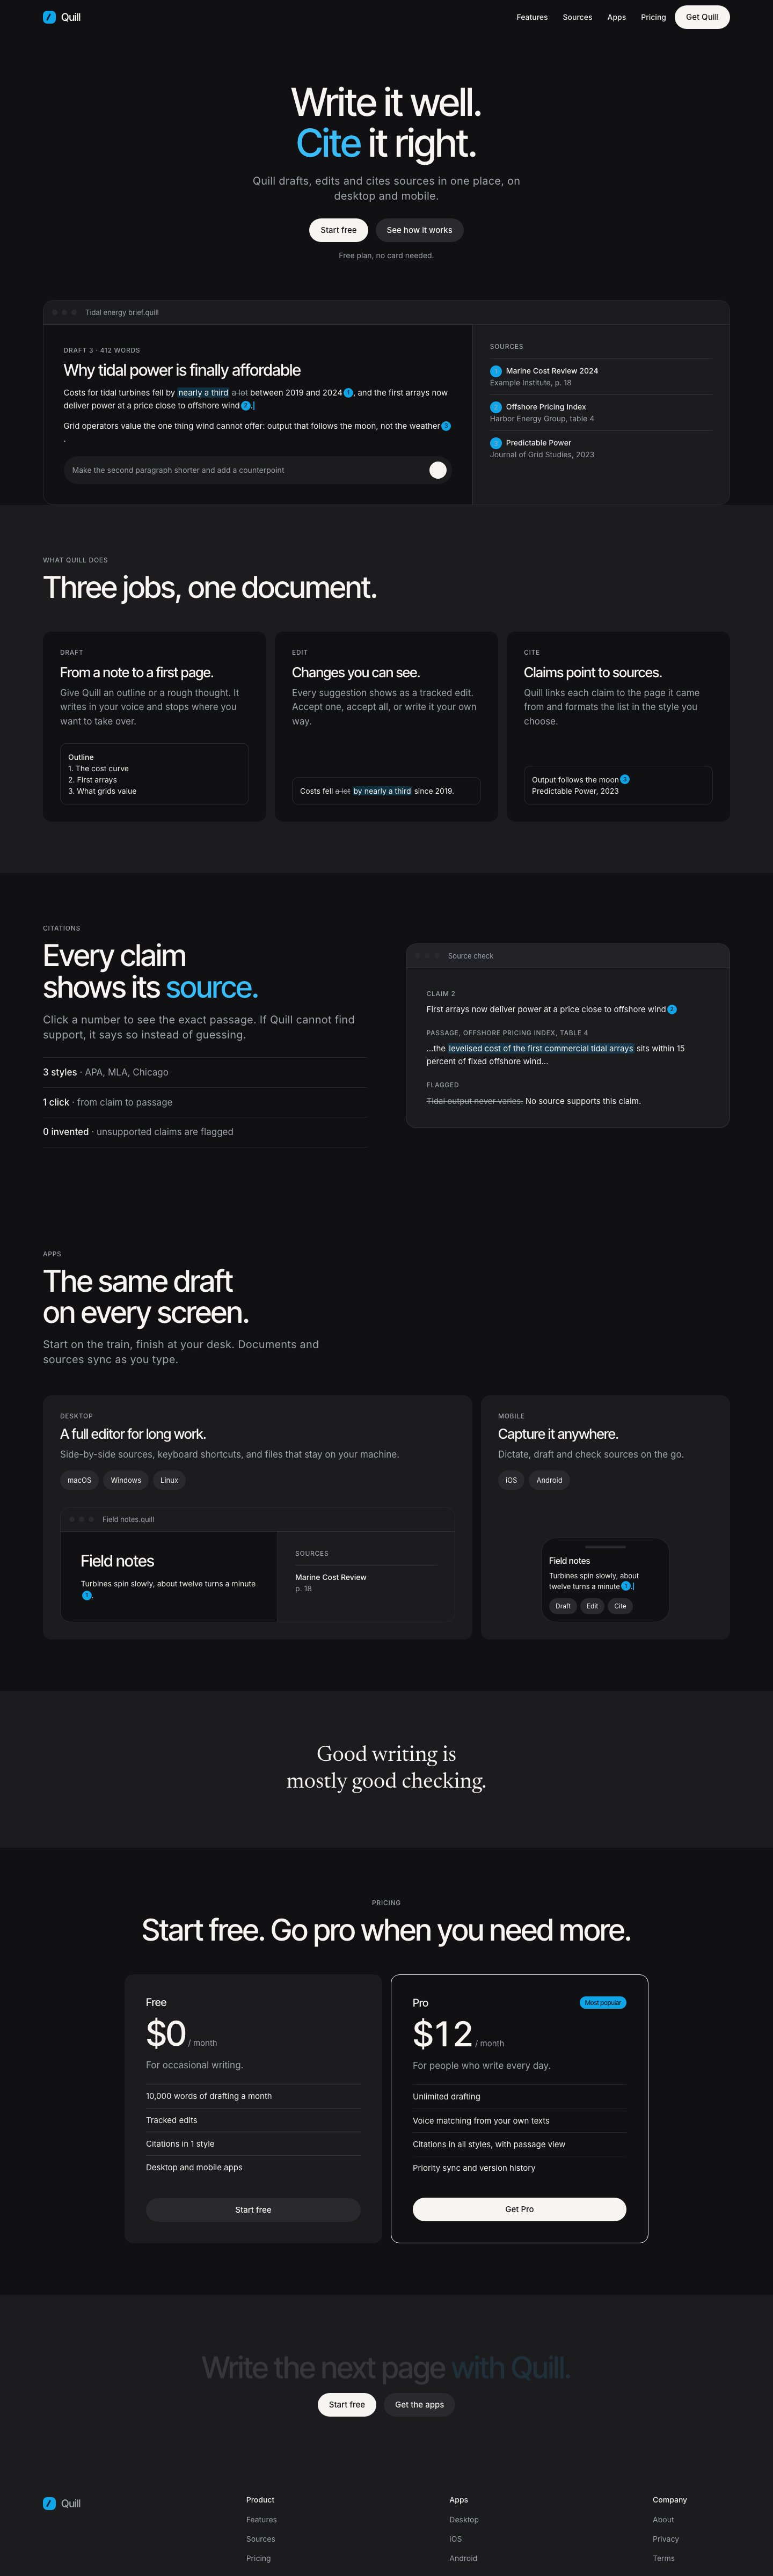 Quill
Features
Sources
Apps
Pricing
Get Quill
Write it well.
Cite it right.
Quill drafts, edits and cites sources in one place, on
desktop and mobile.
Start free
See how it works
Free plan, no card needed.
Tidal energy brief.quill
DRAFT 3 · 412 WORDS
Why tidal power is finally affordable
Costs for tidal turbines fell by nearly a third a lot between 2019 and 2024 1, and the first arrays now
deliver power at a price close to offshore wind 2.
Grid operators value the one thing wind cannot offer: output that follows the moon, not the weather 3
.
Make the second paragraph shorter and add a counterpoint
SOURCES
1 Marine Cost Review 2024
Example Institute, p. 18
2 Offshore Pricing Index
Harbor Energy Group, table 4
3 Predictable Power
Journal of Grid Studies, 2023
WHAT QUILL DOES
Three jobs, one document.
DRAFT
From a note to a first page.
Give Quill an outline or a rough thought. It
writes in your voice and stops where you
want to take over.
Outline
1. The cost curve
2. First arrays
3. What grids value
EDIT
Changes you can see.
Every suggestion shows as a tracked edit.
Accept one, accept all, or write it your own
way.
Costs fell a lot by nearly a third since 2019.
CITE
Claims point to sources.
Quill links each claim to the page it came
from and formats the list in the style you
choose.
Output follows the moon 3
Predictable Power, 2023
CITATIONS
Every claim
shows its source.
Click a number to see the exact passage. If Quill cannot find
support, it says so instead of guessing.
3 styles · APA, MLA, Chicago
1 click · from claim to passage
0 invented · unsupported claims are flagged
Source check
CLAIM 2
First arrays now deliver power at a price close to offshore wind 2
PASSAGE, OFFSHORE PRICING INDEX, TABLE 4
…the levelised cost of the first commercial tidal arrays sits within 15
percent of fixed offshore wind…
FLAGGED
Tidal output never varies. No source supports this claim.
APPS
The same draft
on every screen.
Start on the train, finish at your desk. Documents and
sources sync as you type.
DESKTOP
A full editor for long work.
Side-by-side sources, keyboard shortcuts, and files that stay on your machine.
macOS
Windows
Linux
Field notes.quill
Field notes
Turbines spin slowly, about twelve turns a minute
1.
SOURCES
Marine Cost Review
p. 18
MOBILE
Capture it anywhere.
Dictate, draft and check sources on the go.
iOS
Android
Field notes
Turbines spin slowly, about
twelve turns a minute 1.
Draft
Edit
Cite
Good writing is
mostly good checking.
PRICING
Start free. Go pro when you need more.
Free
$0 / month
For occasional writing.
10,000 words of drafting a month
Tracked edits
Citations in 1 style
Desktop and mobile apps
Start free
Pro
Most popular
$12 / month
For people who write every day.
Unlimited drafting
Voice matching from your own texts
Citations in all styles, with passage view
Priority sync and version history
Get Pro
Write the next page with Quill.
Start free
Get the apps
Quill
Product
Features
Sources
Pricing
Apps
Desktop
iOS
Android
Company
About
Privacy
Terms